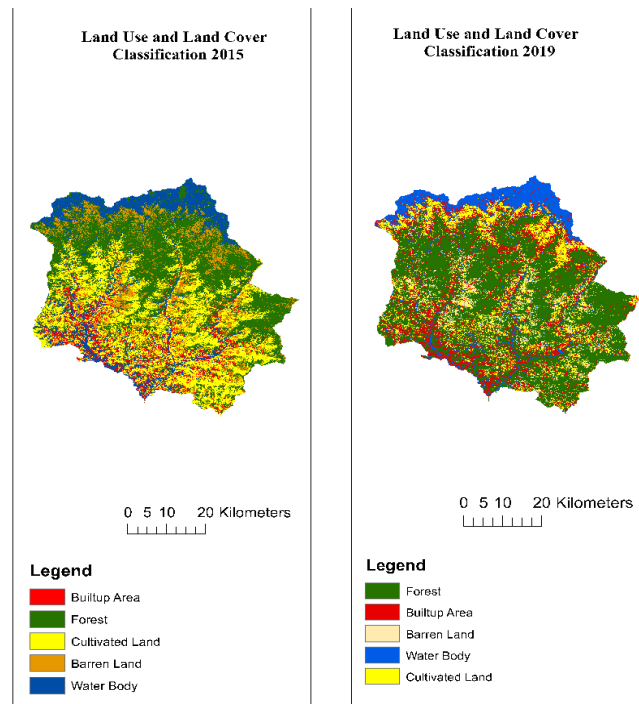 Land Use and Land Cover
Classification 2015
0 5 10 20 Kilometers
Legend
Builtup Area
Forest
Cultivated Land
Barren Land
Water Body
Land Use and Land Cover
Classification 2019
0 5 10 20 Kilometers
Legend
Forest
Builtup Area
Barren Land
Water Body
Cultivated Land